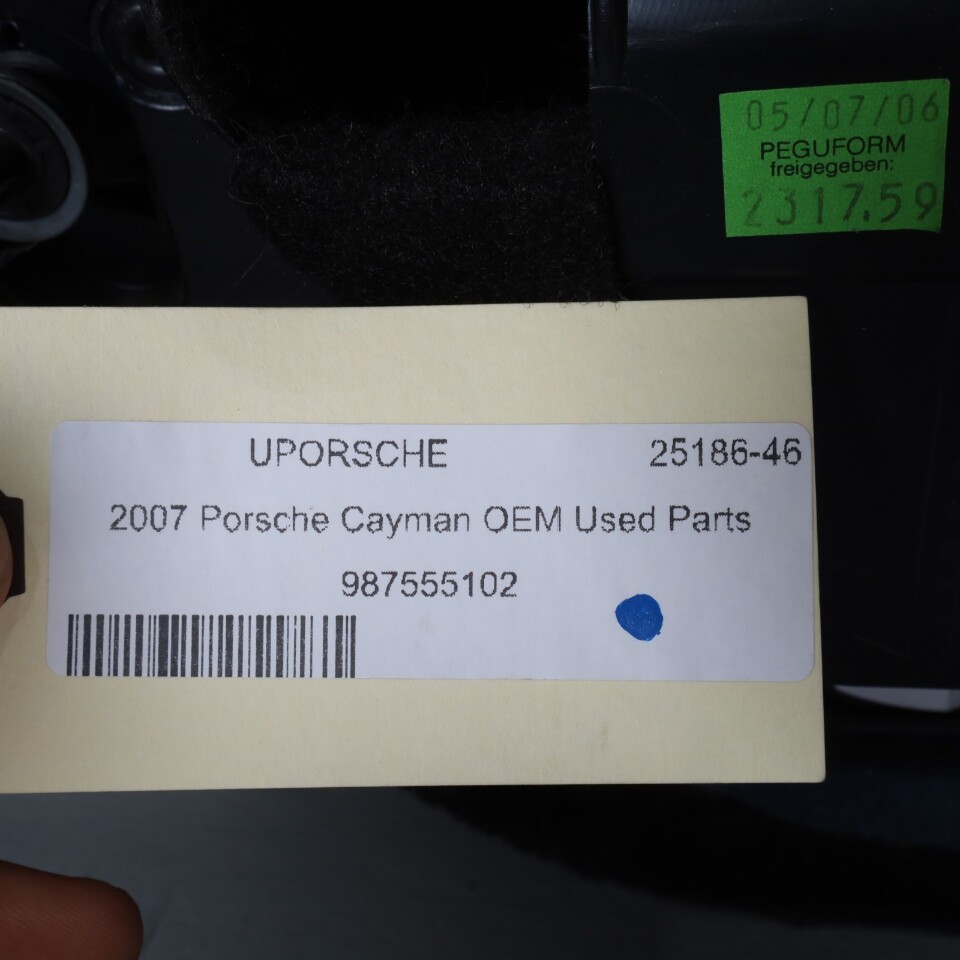 05/07/06
PEGUFORM
freigegeben:
2317.59
UPORSCHE 25186-46
2007 Porsche Cayman OEM Used Parts
987555102